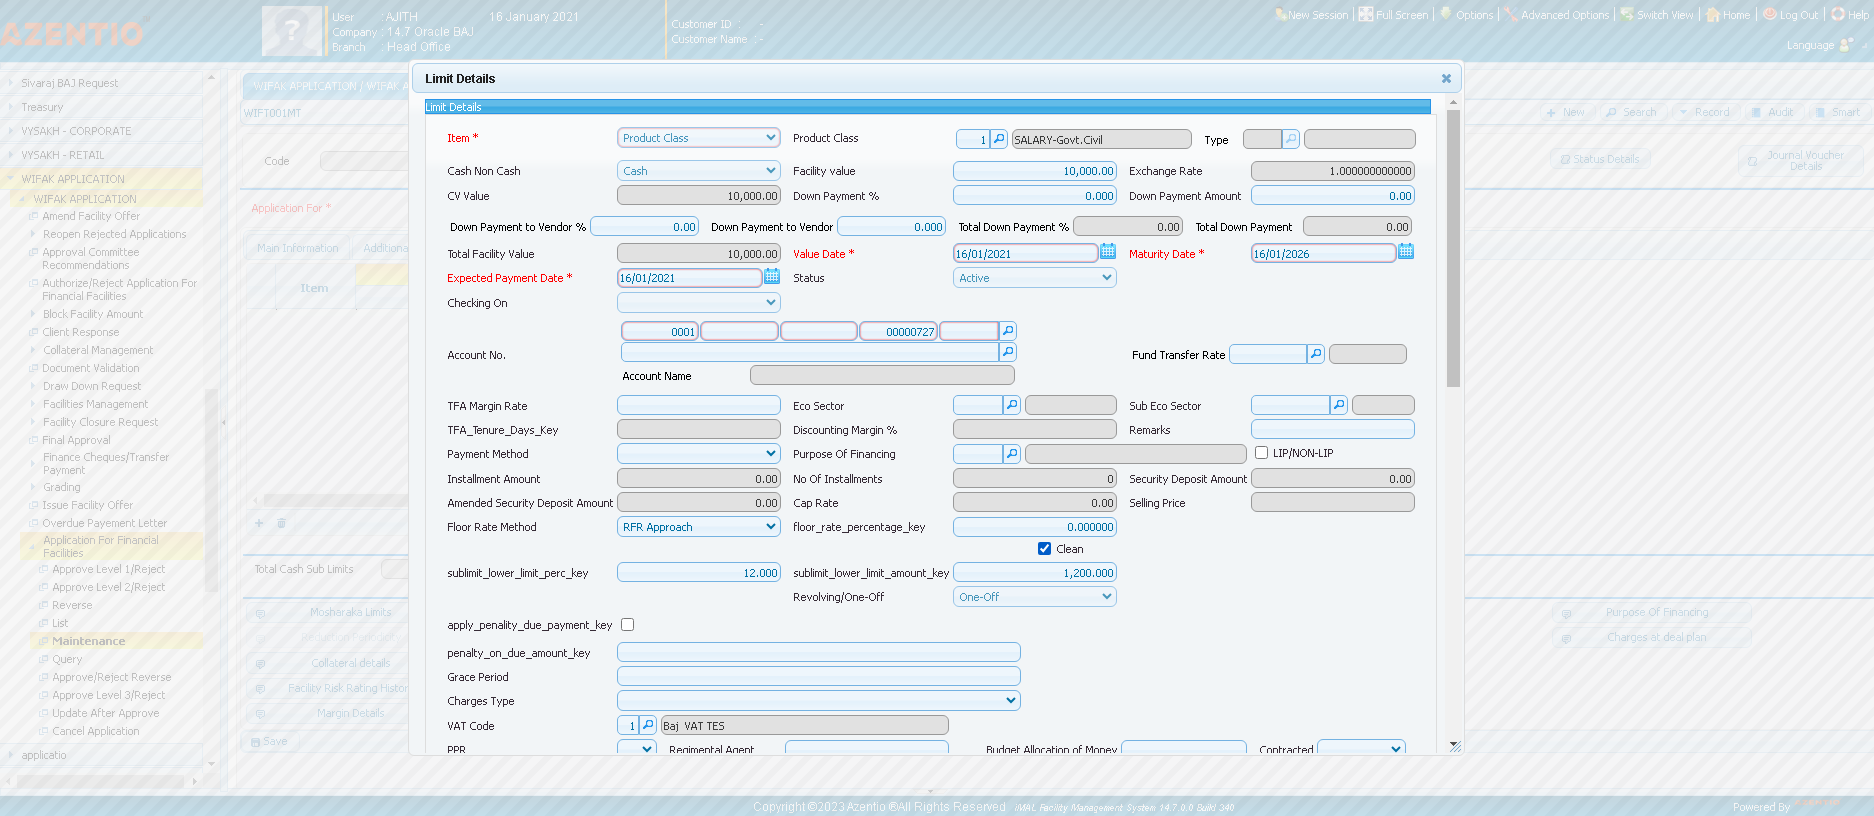 AZENTIO
User : AJITH 16 January 2021
Company : 14.7 Oracle BAJ
Branch : Head Office
Customer ID : -
Customer Name : -
New Session Full Screen Options Advanced Options Switch View Home Log Out Help
Language
Sivaraj BAJ Request
Treasury
VYSAKH - CORPORATE
VYSAKH - RETAIL
WIFAK APPLICATION
WIFAK APPLICATION
Amend Facility Offer
Reopen Rejected Applications
Approval Committee
Recommendations
Authorize/Reject Application For
Financial Facilities
Block Facility Amount
Client Response
Collateral Management
Document Validation
Draw Down Request
Facilities Management
Facility Closure Request
Final Approval
Finance Cheques/Transfer
Payment
Grading
Issue Facility Offer
Overdue Payment Letter
Application For Financial
Facilities
Approve Level 1/Reject
Approve Level 2/Reject
Reverse
List
Maintenance
Query
Approve/Reject Reverse
Approve Level 3/Reject
Update After Approve
Cancel Application
applicatio
WIFAK APPLICATION / WIFAK A
WIFT001MT
Code
Application For *
Main Information Additiona
Item
Total Cash Sub Limits
Mosharaka Limits
Collateral details
Facility Risk Rating Histor
Margin Details
Save
New Search Record Audit Smart
Status Details
Journal Voucher
Details
Purpose Of Financing
Charges at deal plan
Limit Details
Limit Details
Item * Product Class Product Class 1 SALARY-Govt.Civil Type
Cash Non Cash Cash Facility value 10,000.00 Exchange Rate 1.000000000000
CV Value 10,000.00 Down Payment % 0.000 Down Payment Amount 0.00
Down Payment to Vendor % 0.00 Down Payment to Vendor 0.000 Total Down Payment % 0.00 Total Down Payment 0.00
Total Facility Value 10,000.00 Value Date * 16/01/2021 Maturity Date * 16/01/2026
Expected Payment Date * 16/01/2021 Status Active
Checking On
0001 00000727
Account No. Fund Transfer Rate
Account Name
TFA Margin Rate Eco Sector Sub Eco Sector
TFA_Tenure_Days_Key Discounting Margin % Remarks
Payment Method Purpose Of Financing LIP/NON-LIP
Installment Amount 0.00 No Of Installments 0 Security Deposit Amount 0.00
Amended Security Deposit Amount 0.00 Cap Rate 0.00 Selling Price
Floor Rate Method RFR Approach floor_rate_percentage_key 0.000000
Clean
sublimit_lower_limit_perc_key 12.000 sublimit_lower_limit_amount_key 1,200.000
Revolving/One-Off One-Off
apply_penality_due_payment_key
penalty_on_due_amount_key
Grace Period
Charges Type
VAT Code 1 Baj VAT TES
PPR Regimental Agent Budget Allocation of Money Contracted
Copyright ©2023 Azentio ®All Rights Reserved iMAL Facility Management System 14.7.0.0 Build 340
Powered By AZENTIO